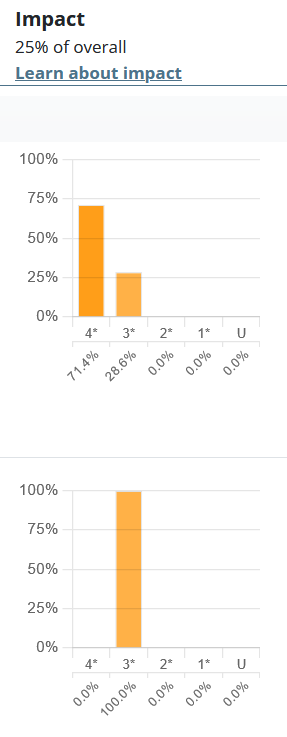 Impact
25% of overall
Learn about impact
100%
75%
50%
25%
0%
4* 3* 2* 1* U
71.4% 28.6% 0.0% 0.0% 0.0%
100%
75%
50%
25%
0%
4* 3* 2* 1* U
0.0% 100.0% 0.0% 0.0% 0.0%